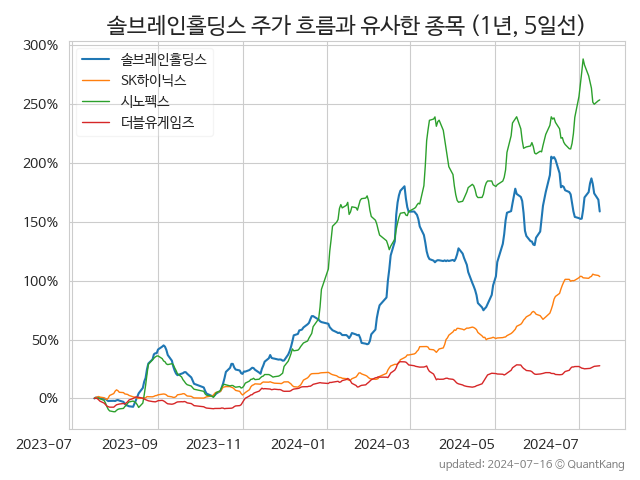 솔브레인홀딩스 주가 흐름과 유사한 종목 (1년, 5일선)
300%
250%
200%
150%
100%
50%
0%
솔브레인홀딩스
SK하이닉스
시노펙스
더블유게임즈
2023-07 2023-09 2023-11 2024-01 2024-03 2024-05 2024-07
updated: 2024-07-16 © QuantKang